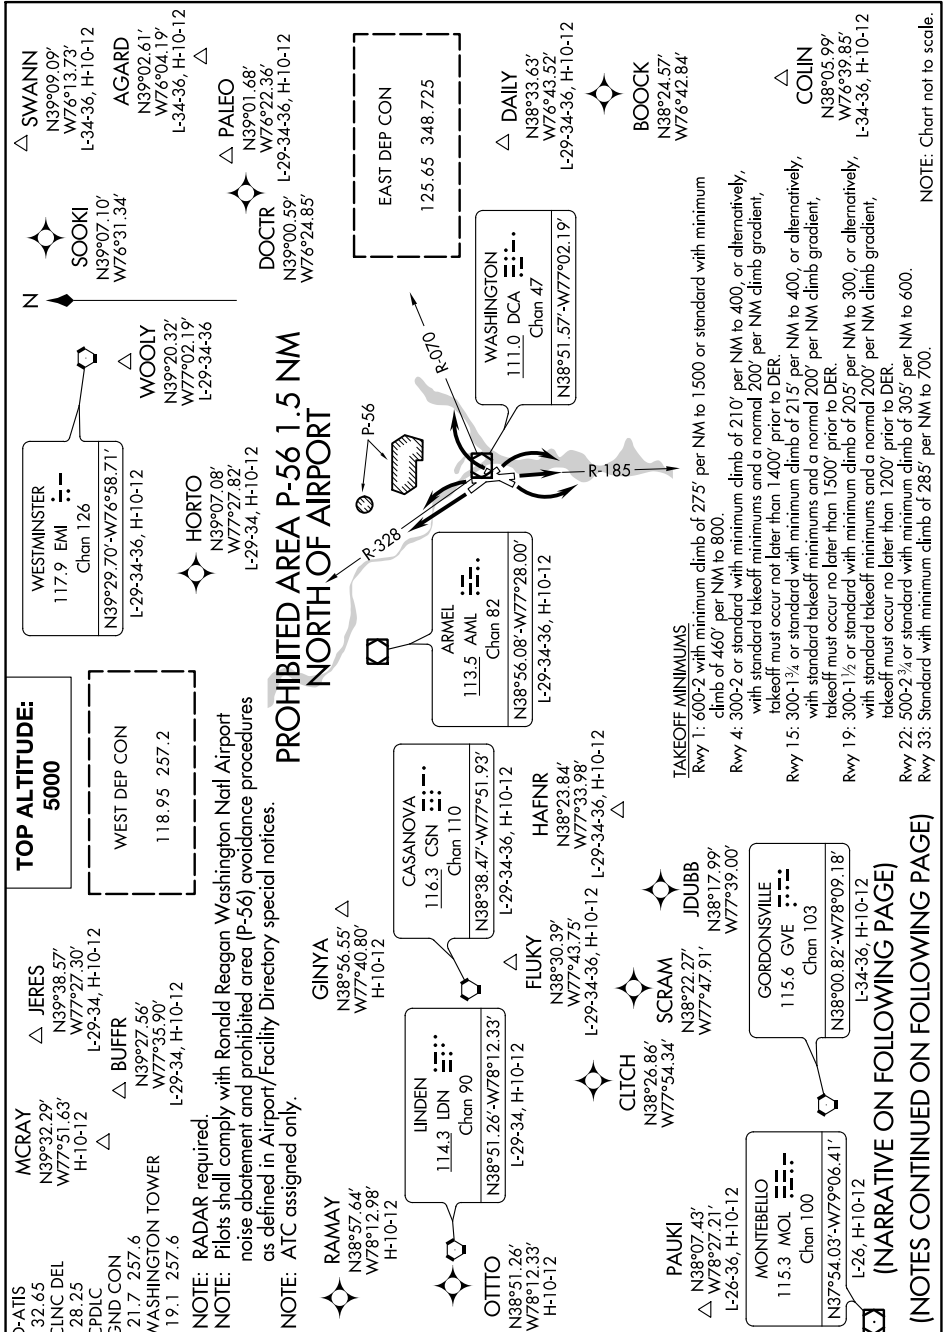 D-ATIS
32.65
CLNC DEL
28.25
CPDLC
GND CON
21.7 257.6
WASHINGTON TOWER
19.1 257.6
MCRAY
N39°32.29′
W77°51.63′
H-10-12
JERES
N39°38.57′
W77°27.30′
L-29-34, H-10-12
BUFFR
N39°27.56′
W77°35.90′
L-29-34, H-10-12
TOP ALTITUDE:
5000
WEST DEP CON
118.95 257.2
WESTMINSTER
117.9 EMI
Chan 126
N39°29.70′-W76°58.71′
L-29-34-36, H-10-12
HORTO
N39°07.08′
W77°27.82′
L-29-34, H-10-12
WOOLY
N39°20.32′
W77°02.19′
L-29-34-36
N
SOOKI
N39°07.10′
W76°31.34′
SWANN
N39°09.09′
W76°13.73′
L-34-36, H-10-12
AGARD
N39°02.61′
W76°04.19′
L-34-36, H-10-12
PALEO
N39°01.68′
W76°22.36′
L-29-34-36, H-10-12
DOCTR
N39°00.59′
W76°24.85′
NOTE: RADAR required.
NOTE: Pilots shall comply with Ronald Reagan Washington Natl Airport
noise abatement and prohibited area (P-56) avoidance procedures
as defined in Airport/Facility Directory special notices.
NOTE: ATC assigned only.
PROHIBITED AREA P-56 1.5 NM
NORTH OF AIRPORT
P-56
R-328
R-070
R-185
EAST DEP CON
125.65 348.725
RAMAY
N38°57.64′
W78°12.98′
H-10-12
GINYA
N38°56.55′
W77°40.80′
H-10-12
OTTTO
N38°51.26′
W78°12.33′
H-10-12
LINDEN
114.3 LDN
Chan 90
N38°51.26′-W78°12.33′
L-29-34, H-10-12
CASANOVA
116.3 CSN
Chan 110
N38°38.47′-W77°51.93′
L-29-34-36, H-10-12
ARMEL
113.5 AML
Chan 82
N38°56.08′-W77°28.00′
L-29-34-36, H-10-12
WASHINGTON
111.0 DCA
Chan 47
N38°51.57′-W77°02.19′
DAILY
N38°33.63′
W76°43.52′
L-29-34-36, H-10-12
BOOCK
N38°24.57′
W76°42.84′
COLIN
N38°05.99′
W76°39.85′
L-34-36, H-10-12
FLUKY
N38°30.39′
W77°43.75′
L-29-34-36, H-10-12
HAFNR
N38°23.84′
W77°33.98′
L-29-34-36, H-10-12
CLTCH
N38°26.86′
W77°54.34′
SCRAM
N38°22.27′
W77°47.91′
JDUBB
N38°17.99′
W77°39.00′
PAUKI
N38°07.43′
W78°27.21′
L-26-36, H-10-12
MONTEBELLO
115.3 MOL
Chan 100
N37°54.03′-W79°06.41′
L-26, H-10-12
GORDONSVILLE
115.6 GVE
Chan 103
N38°00.82′-W78°09.18′
L-34-36, H-10-12
TAKEOFF MINIMUMS
Rwy 1: 600-2 with minimum climb of 275′ per NM to 1500 or standard with minimum
climb of 460′ per NM to 800.
Rwy 4: 300-2 or standard with minimum climb of 210′ per NM to 400, or alternatively,
with standard takeoff minimums and a normal 200′ per NM climb gradient,
takeoff must occur not later than 1400′ prior to DER.
Rwy 15: 300-1¾ or standard with minimum climb of 215′ per NM to 400, or alternatively,
with standard takeoff minimums and a normal 200′ per NM climb gradient,
takeoff must occur no later than 1500′ prior to DER.
Rwy 19: 300-1½ or standard with minimum climb of 205′ per NM to 300, or alternatively,
with standard takeoff minimums and a normal 200′ per NM climb gradient,
takeoff must occur no later than 1200′ prior to DER.
Rwy 22: 500-2¾ or standard with minimum climb of 305′ per NM to 600.
Rwy 33: Standard with minimum climb of 285′ per NM to 700.
NOTE: Chart not to scale.
(NARRATIVE ON FOLLOWING PAGE)
(NOTES CONTINUED ON FOLLOWING PAGE)